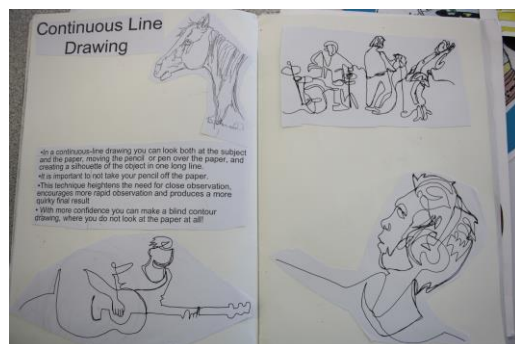 Continuous Line
Drawing
•In a continuous-line drawing you can look both at the subject
and the paper, moving the pencil or pen over the paper, and
creating a silhouette of the object in one long line.
•It is important to not take your pencil off the paper.
•This technique heightens the need for close observation,
encourages more rapid observation and produces a more
quirky final result
• With more confidence you can make a blind contour
drawing, where you do not look at the paper at all!